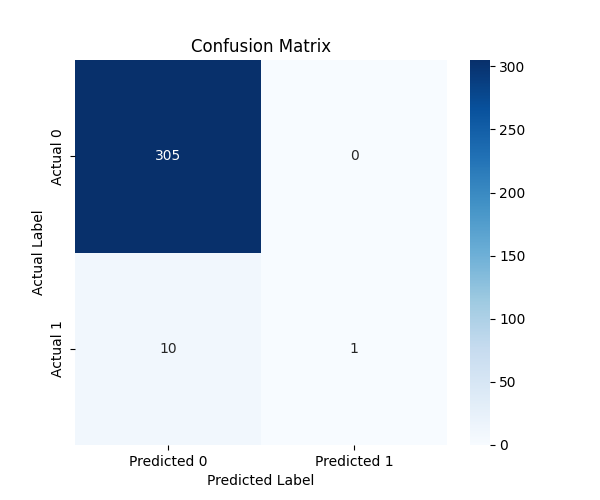 Confusion Matrix
Actual Label
Actual 0
305
0
Actual 1
10
1
Predicted 0
Predicted 1
Predicted Label
300
250
200
150
100
50
0